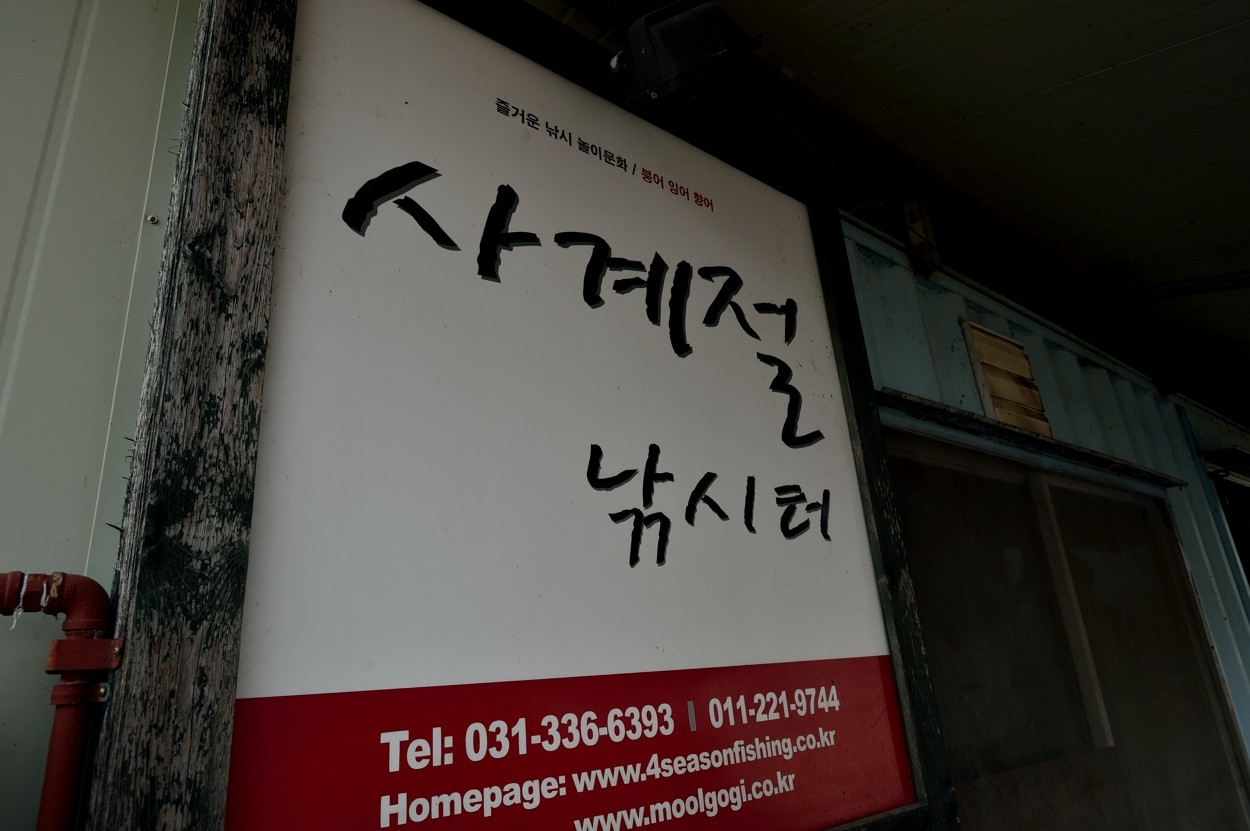 즐거운 낚시 놀이문화 / 붕어 잉어 향어
사계절
낚시터
Tel: 031-336-6393 | 011-221-9744
Homepage: www.4seasonfishing.co.kr
www.moolgogi.co.kr